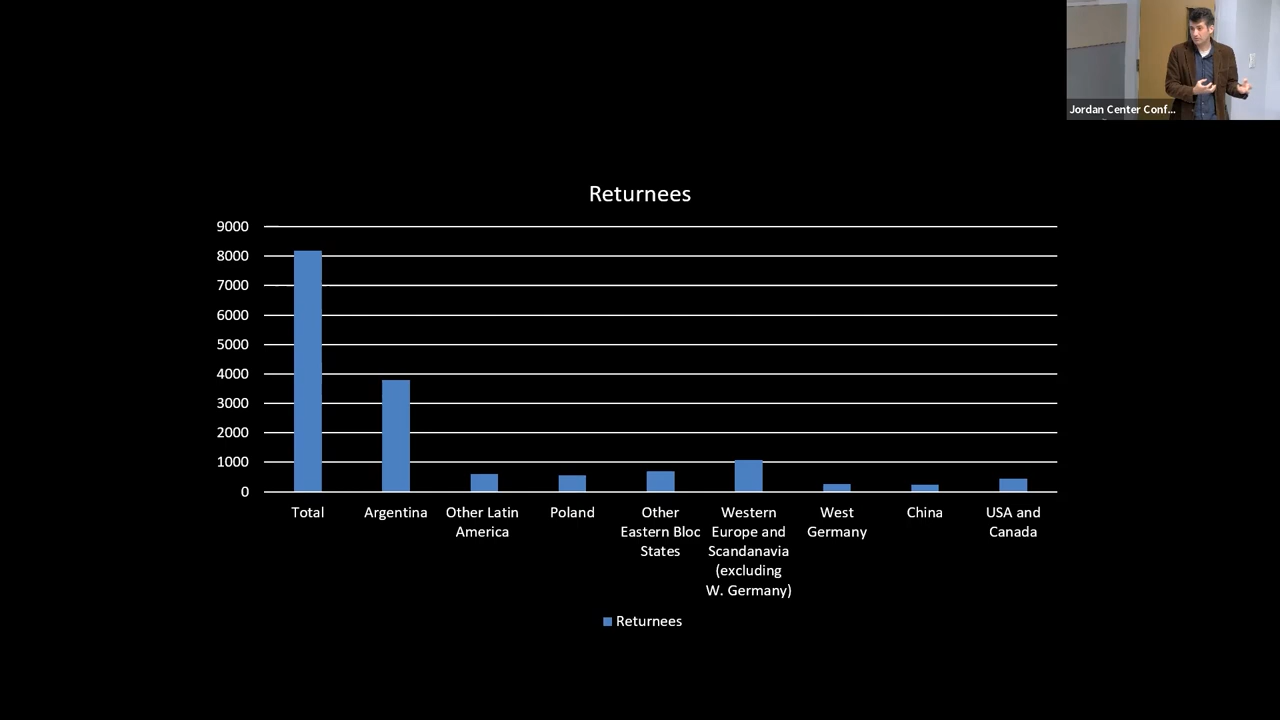 Jordan Center Conf...
Returnees
9000
8000
7000
6000
5000
4000
3000
2000
1000
0
Total
Argentina
Other Latin
America
Poland
Other
Eastern Bloc
States
Western
Europe and
Scandanavia
(excluding
W. Germany)
West
Germany
China
USA and
Canada
Returnees